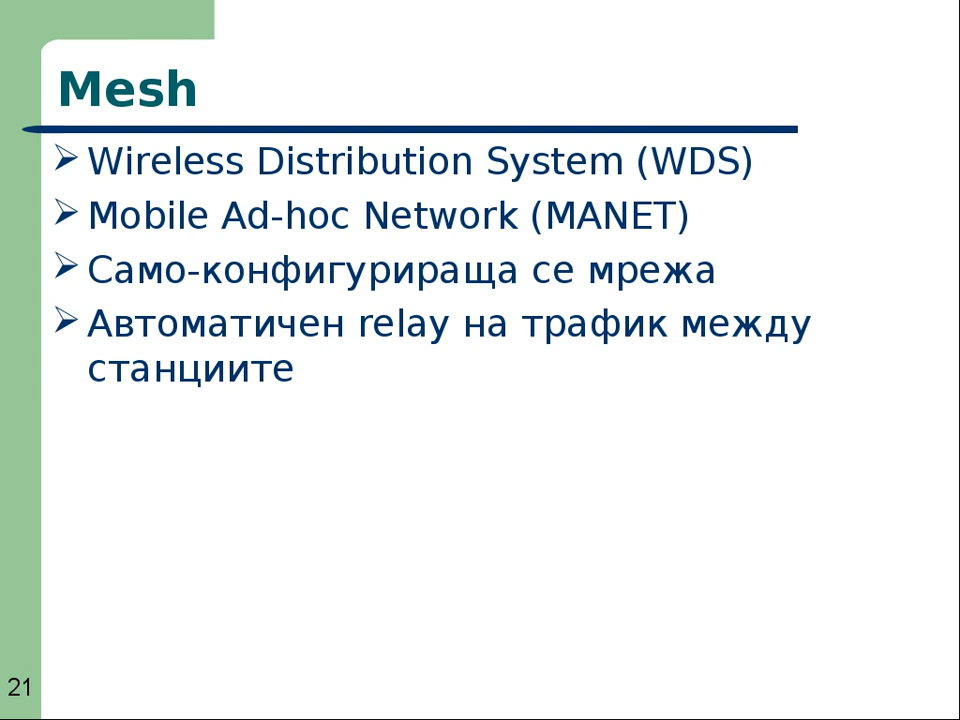 Mesh
Wireless Distribution System (WDS)
Mobile Ad-hoc Network (MANET)
Само-конфигурираща се мрежа
Автоматичен relay на трафик между
станциите
21